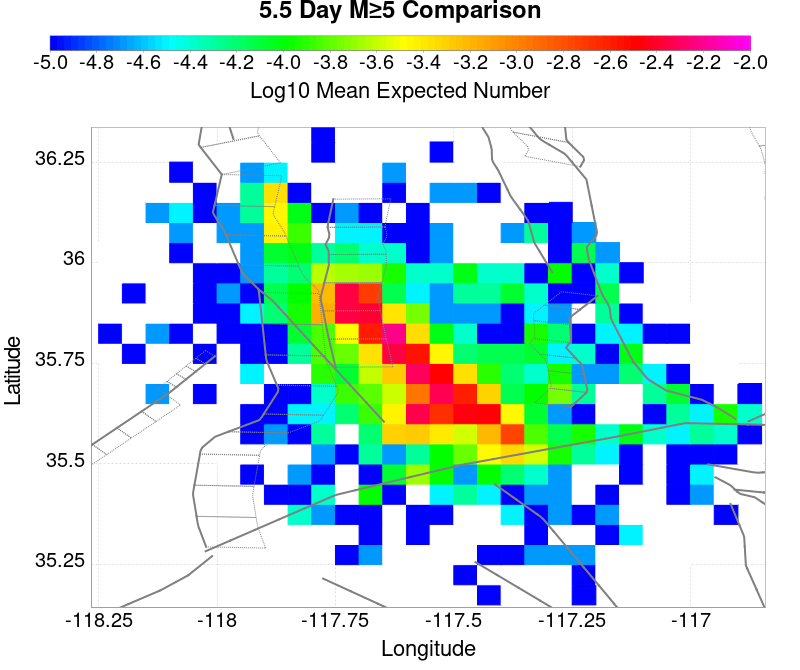 5.5 Day M≥5 Comparison
-5.0 -4.8 -4.6 -4.4 -4.2 -4.0 -3.8 -3.6 -3.4 -3.2 -3.0 -2.8 -2.6 -2.4 -2.2 -2.0
Log10 Mean Expected Number
36.25
36
35.75
35.5
35.25
Latitude
-118.25 -118 -117.75 -117.5 -117.25 -117
Longitude